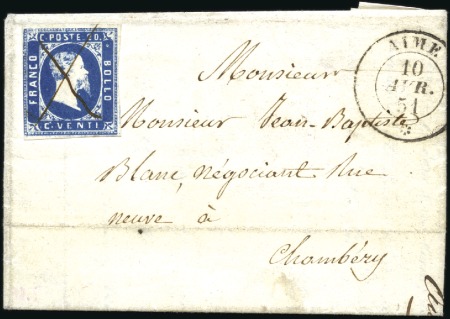 C. POSTE 20.
FRANCO
BOLLO
C. VENTI
AIME
10
AVR.
51
Monsieur
Monsieur Jean-Baptiste
Blanc, négociant Rue
neuve à
Chambéry